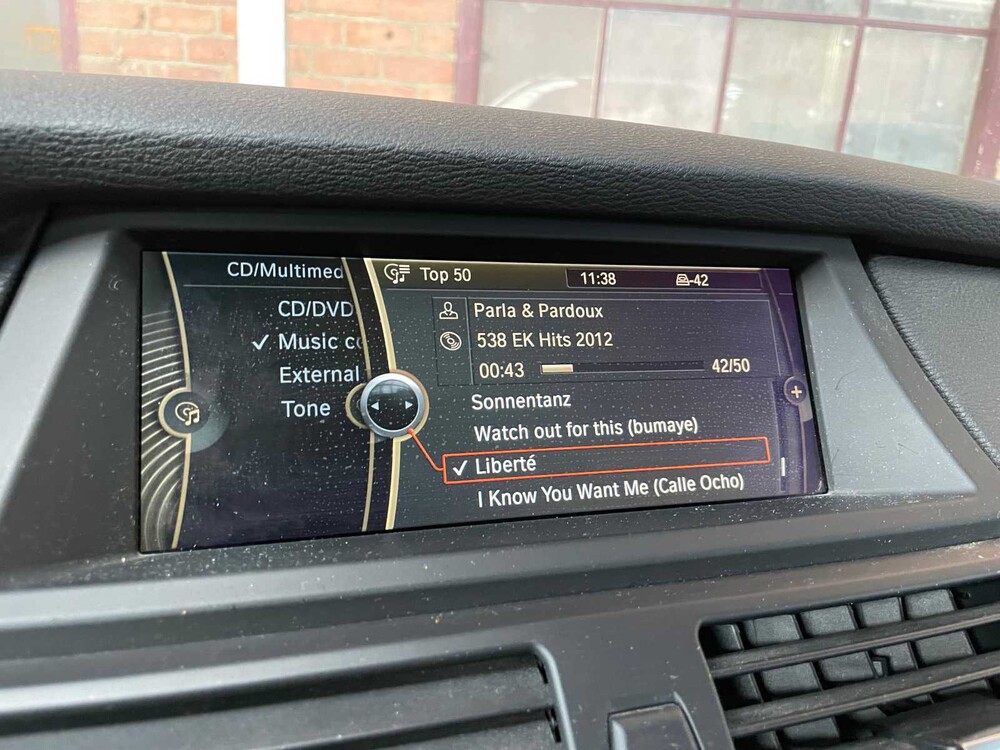 CD/Multimed
CD/DVD
Music co
External
Tone
Top 50
11:38
-42
Parla & Pardoux
538 EK Hits 2012
00:43
42/50
Sonnentanz
Watch out for this (bumaye)
Liberté
I Know You Want Me (Calle Ocho)